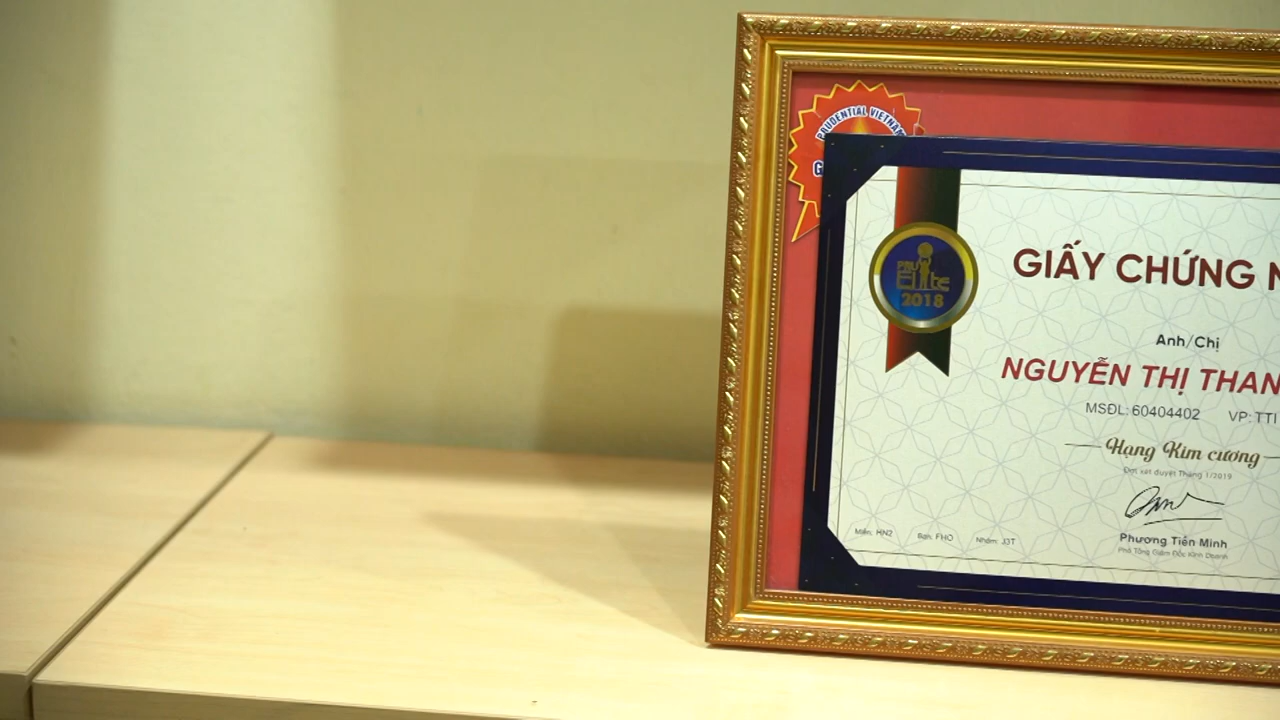 PRUDENTIAL VIETNAM
PRU
Elite
2018
GIẤY CHỨNG
Anh/Chị
NGUYỄN THỊ THAN
MSĐL: 60404402 VP: TTI
Hạng Kim cương
Đợt xét duyệt Tháng 1/2019
Phương Tiến Minh
Phó Tổng Giám Đốc Kinh Doanh
Miền: HN2 Ban: FHO Nhóm: J3T